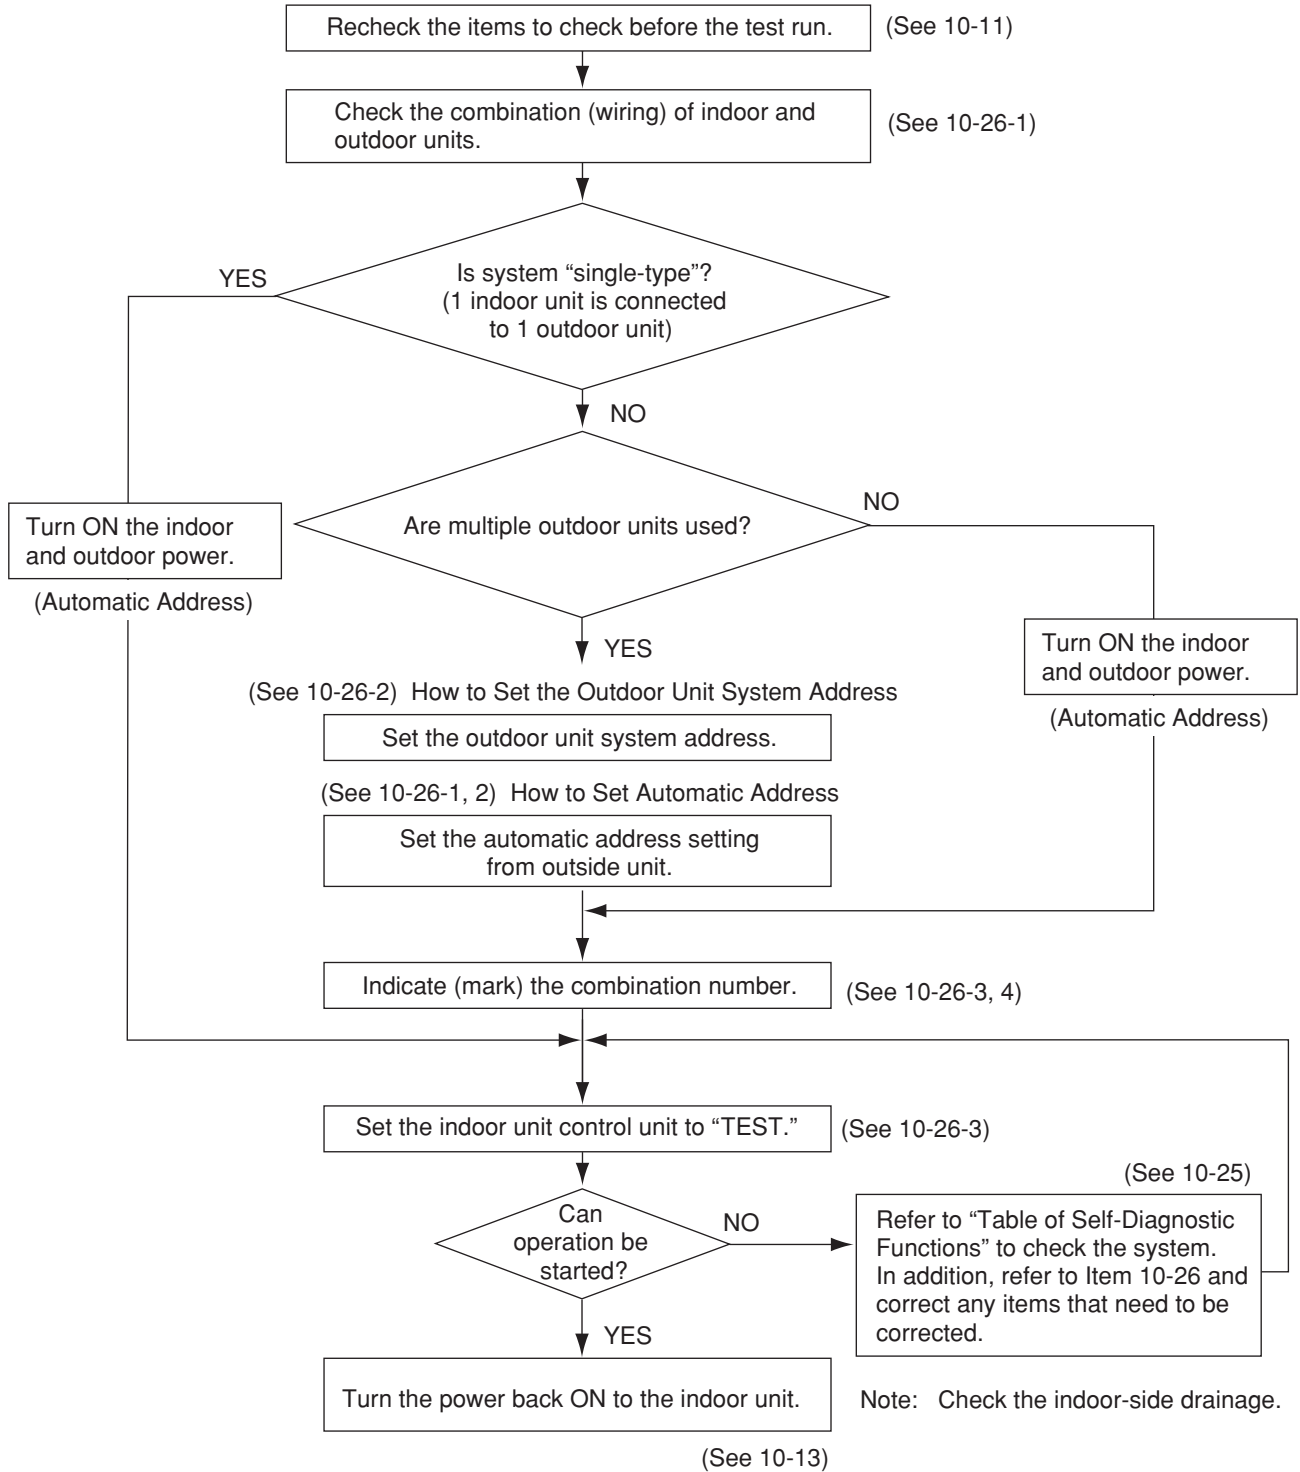 Recheck the items to check before the test run.
(See 10-11)
Check the combination (wiring) of indoor and
outdoor units.
(See 10-26-1)
YES
Is system “single-type”?
(1 indoor unit is connected
to 1 outdoor unit)
NO
NO
Are multiple outdoor units used?
Turn ON the indoor
and outdoor power.
(Automatic Address)
YES
Turn ON the indoor
and outdoor power.
(Automatic Address)
(See 10-26-2) How to Set the Outdoor Unit System Address
Set the outdoor unit system address.
(See 10-26-1, 2) How to Set Automatic Address
Set the automatic address setting
from outside unit.
Indicate (mark) the combination number.
(See 10-26-3, 4)
Set the indoor unit control unit to “TEST.”
(See 10-26-3)
Can
operation be
started?
NO
(See 10-25)
Refer to “Table of Self-Diagnostic
Functions” to check the system.
In addition, refer to Item 10-26 and
correct any items that need to be
corrected.
YES
Turn the power back ON to the indoor unit.
Note: Check the indoor-side drainage.
(See 10-13)